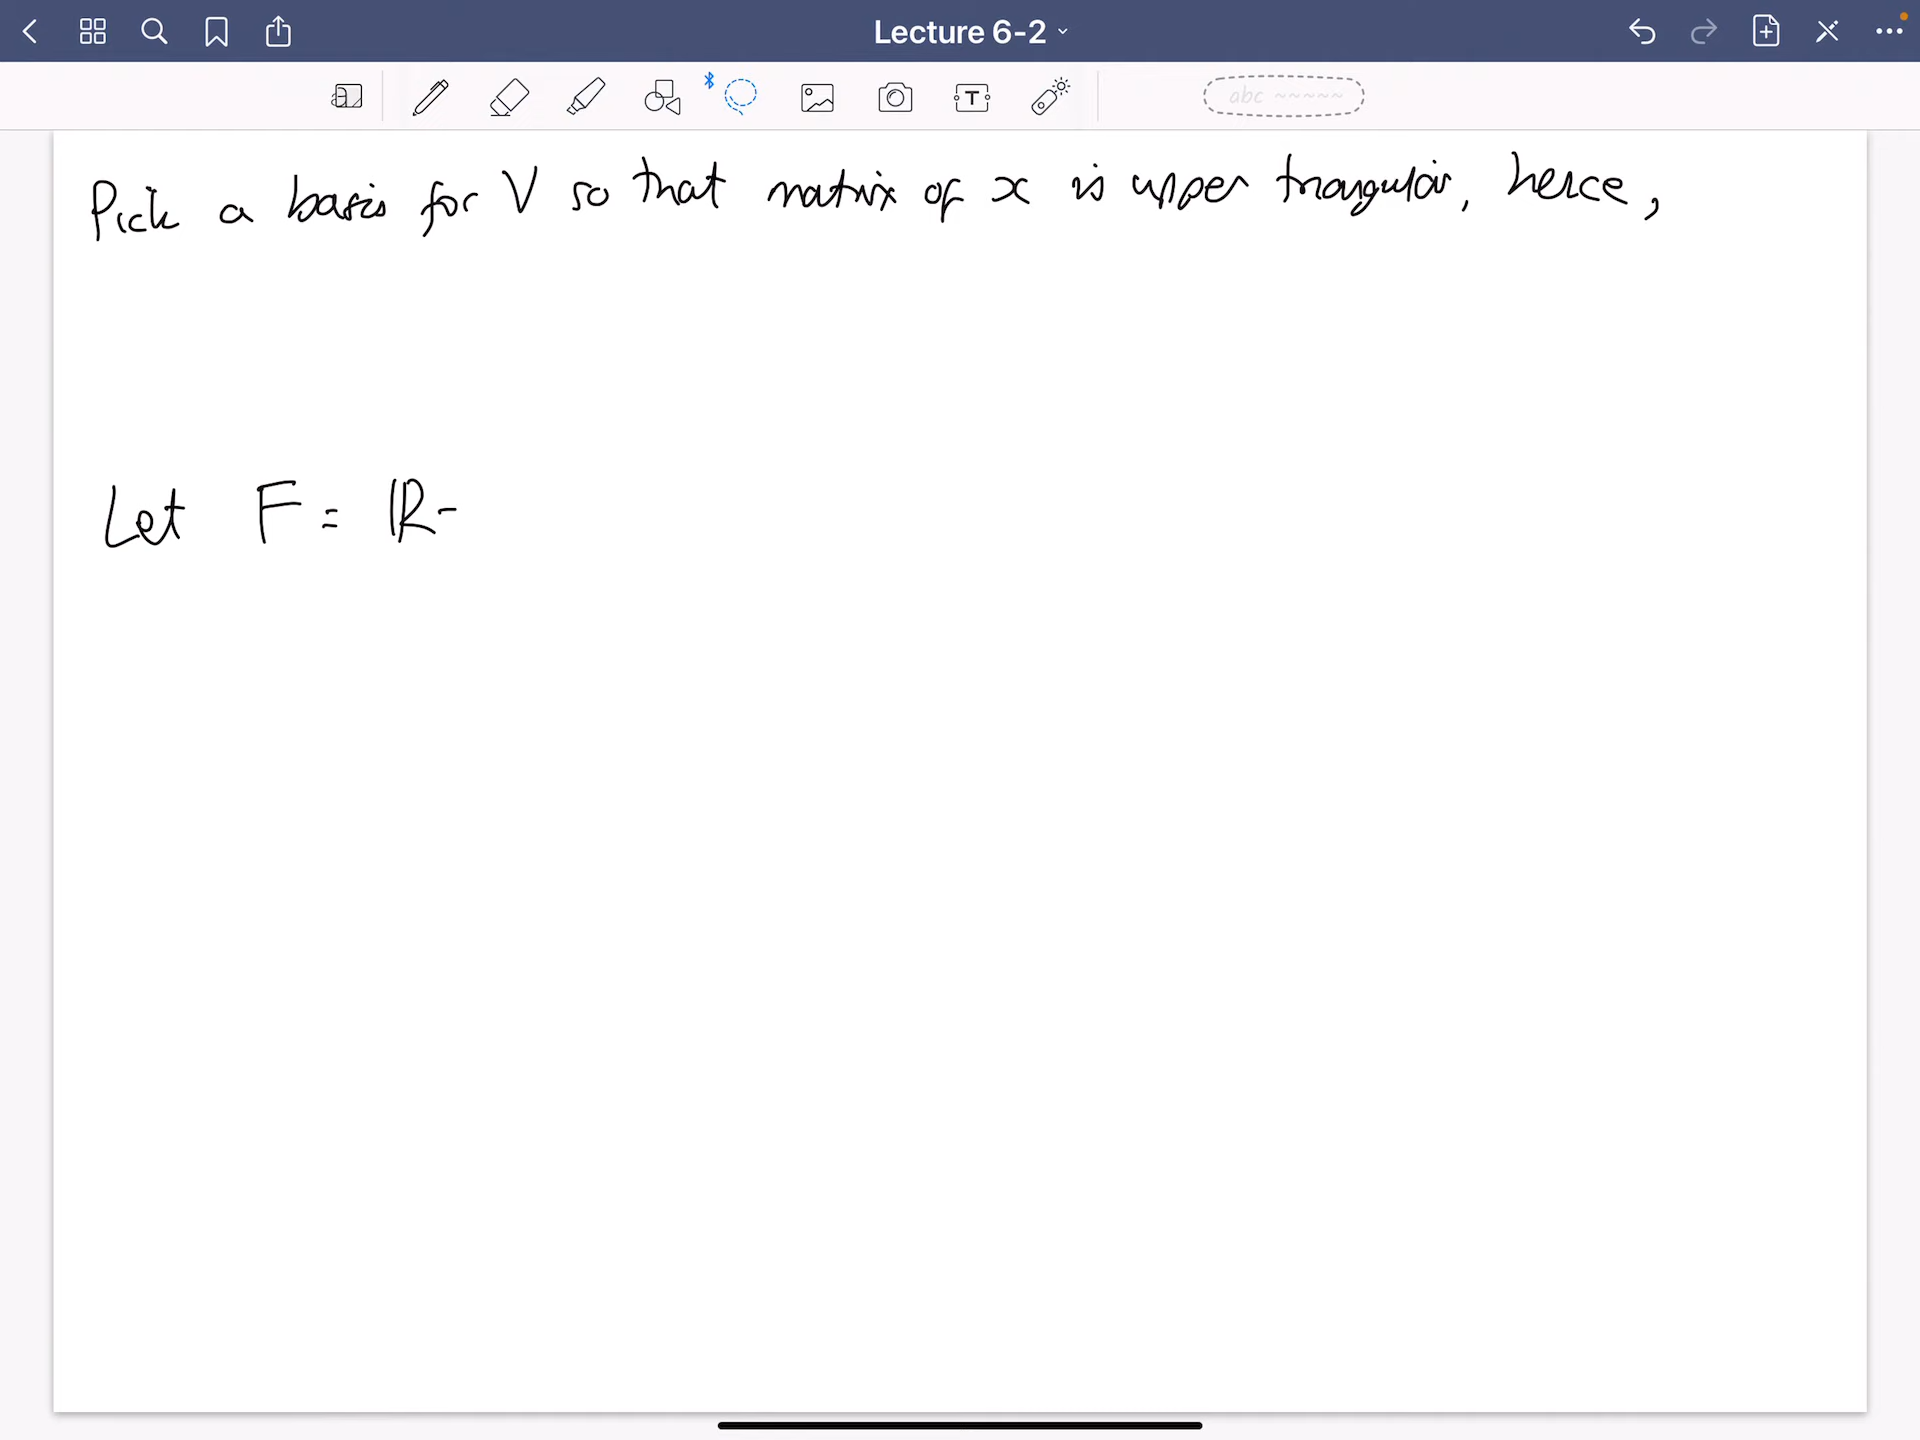 Lecture 6-2
abc
Pick a basis for V so that matrix of x is upper triangular, hence,
Let F = ℝ-